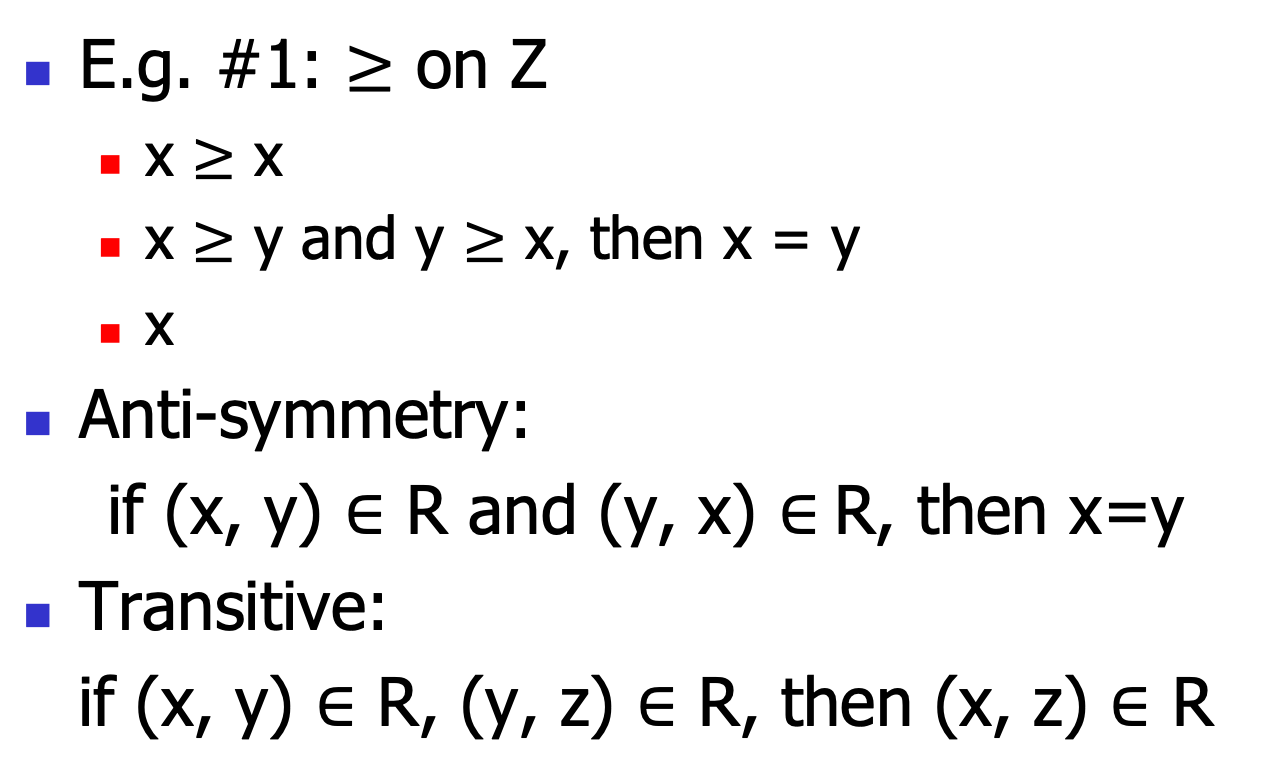 E.g. #1: ≥ on Z
x ≥ x
x ≥ y and y ≥ x, then x = y
x
Anti-symmetry:
if (x, y) ∈ R and (y, x) ∈ R, then x=y
Transitive:
if (x, y) ∈ R, (y, z) ∈ R, then (x, z) ∈ R